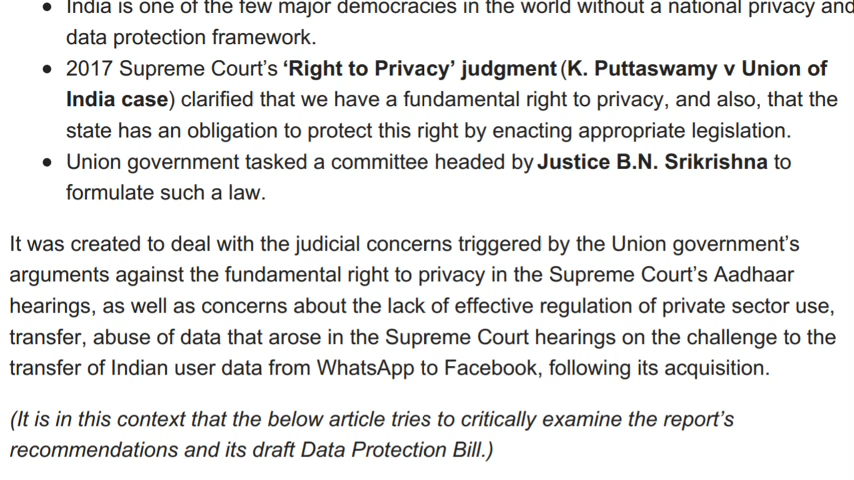 • India is one of the few major democracies in the world without a national privacy and
data protection framework.
• 2017 Supreme Court's ‘Right to Privacy’ judgment (K. Puttaswamy v Union of
India case) clarified that we have a fundamental right to privacy, and also, that the
state has an obligation to protect this right by enacting appropriate legislation.
• Union government tasked a committee headed by Justice B.N. Srikrishna to
formulate such a law.
It was created to deal with the judicial concerns triggered by the Union government’s
arguments against the fundamental right to privacy in the Supreme Court’s Aadhaar
hearings, as well as concerns about the lack of effective regulation of private sector use,
transfer, abuse of data that arose in the Supreme Court hearings on the challenge to the
transfer of Indian user data from WhatsApp to Facebook, following its acquisition.
(It is in this context that the below article tries to critically examine the report’s
recommendations and its draft Data Protection Bill.)